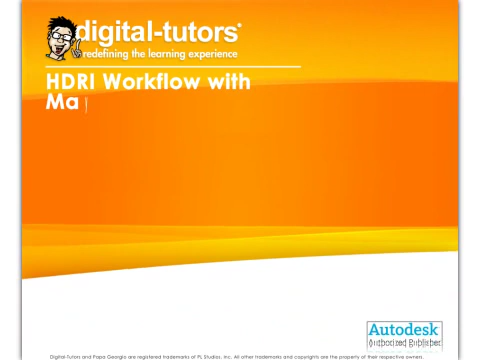 digital-tutors®
redefining the learning experience
HDRI Workflow with
Ma
Autodesk
Authorized Publisher
Digital-Tutors and Papa Georgio are registered trademarks of PL Studios, Inc. All other trademarks and copyrights are the property of their respective owners.